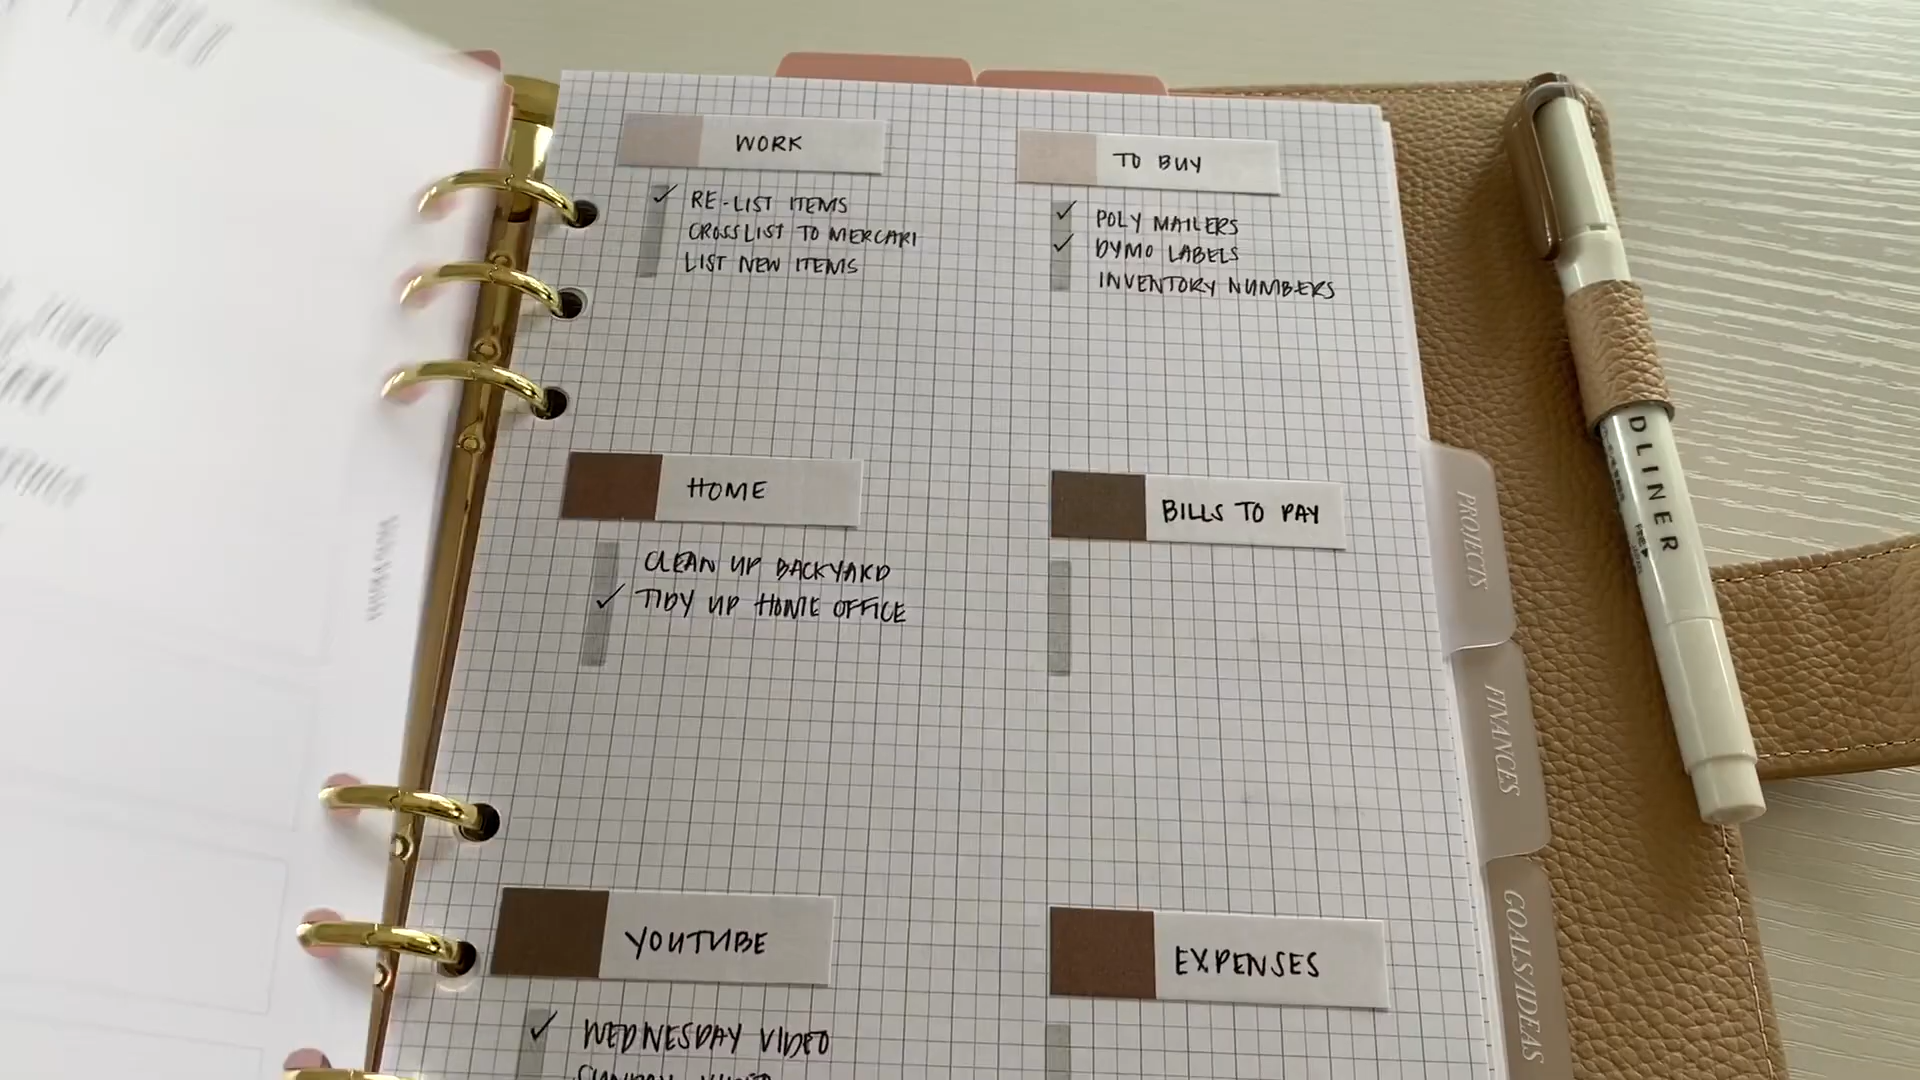 WORK
✓ RE-LIST ITEMS
CROSSLIST TO MERCARI
LIST NEW ITEMS
TO BUY
✓ POLY MAILERS
✓ DYMO LABELS
INVENTORY NUMBERS
HOME
CLEAN UP BACKYARD
✓ TIDY UP HOME OFFICE
BILLS TO PAY
YOUTUBE
✓ WEDNESDAY VIDEO
EXPENSES
PROJECTS
FINANCES
GOALS/IDEAS
DLINER